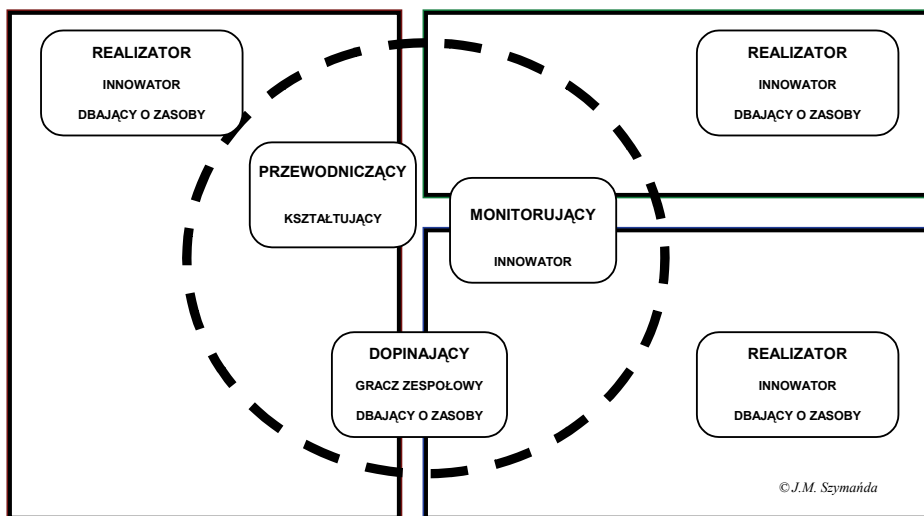 REALIZATOR
INNOWATOR
DBAJĄCY O ZASOBY
REALIZATOR
INNOWATOR
DBAJĄCY O ZASOBY
PRZEWODNICZĄCY
KSZTAŁTUJĄCY
MONITORUJĄCY
INNOWATOR
DOPINAJĄCY
GRACZ ZESPOŁOWY
DBAJĄCY O ZASOBY
REALIZATOR
INNOWATOR
DBAJĄCY O ZASOBY
© J.M. Szymańda